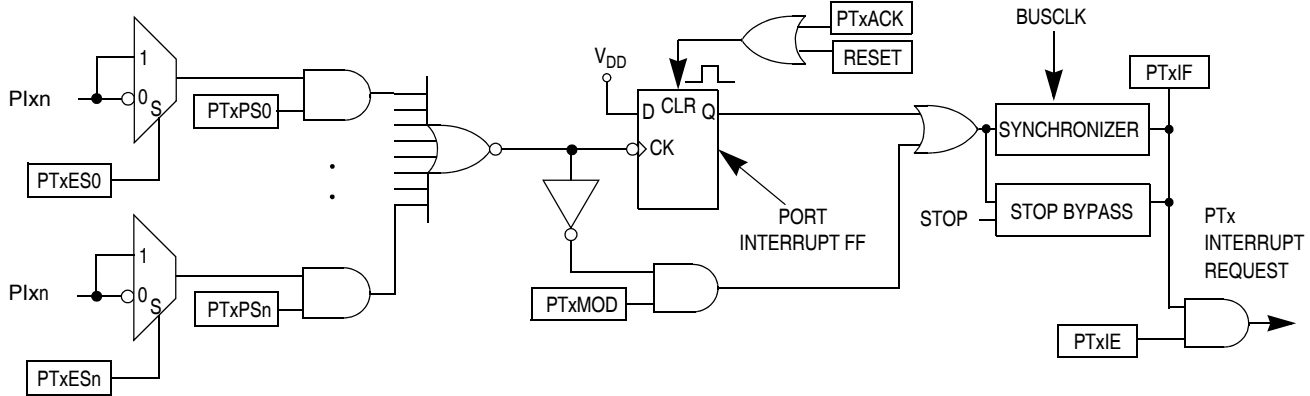 PIxn
1
0
S
PTxES0
PTxPS0
PIxn
1
0
S
PTxESn
PTxPSn
VDD
D
CLR
Q
CK
PTxACK
RESET
PORT
INTERRUPT FF
PTxMOD
BUSCLK
SYNCHRONIZER
STOP
STOP BYPASS
PTxIF
PTx
INTERRUPT
REQUEST
PTxIE